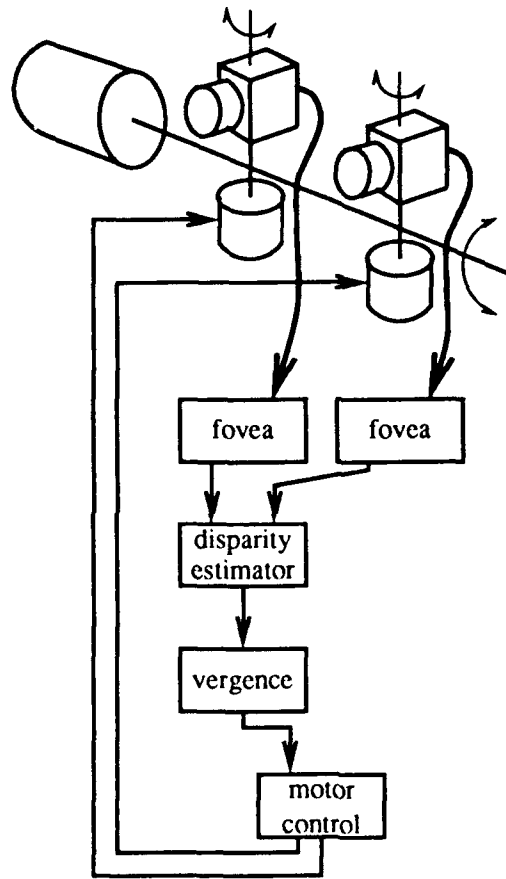 fovea
fovea
disparity
estimator
vergence
motor
control